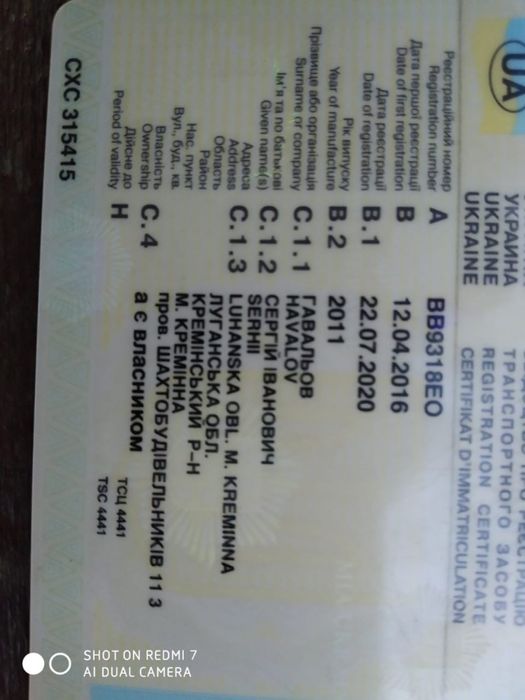 UA
УКРАИНА
UKRAINE
UKRAINE
ТРАНСПОРТНОГО ЗАСОБУ
REGISTRATION CERTIFICATE
CERTIFIKAT D'IMMATRICULATION
Реєстраційний номер
Registration number A BB9318EO
Дата першої реєстрації
Date of first registration B 12.04.2016
Дата реєстрації
Date of registration B.1 22.07.2020
Рік випуску
Year of manufacture B.2 2011
Прізвище або організація
Surname or company C.1.1 ГАВАЛЬОВ
HAVALOV
Ім'я та по батькові
Given name(s) C.1.2 СЕРГІЙ ІВАНОВИЧ
SERHII
Адреса
Address C.1.3 LUHANSKA OBL. M. KREMINNA
Область ЛУГАНСЬКА ОБЛ.
Район КРЕМІНСЬКИЙ Р-Н
Нас. пункт М. КРЕМІННА
Вул., буд., кв. пров. ШАХТОБУДІВЕЛЬНИКІВ 11 3
Власність
Ownership C.4 а є власником
Дійсне до
Period of validity H
ТСЦ 4441
TSC 4441
СХС 315415
SHOT ON REDMI 7
AI DUAL CAMERA